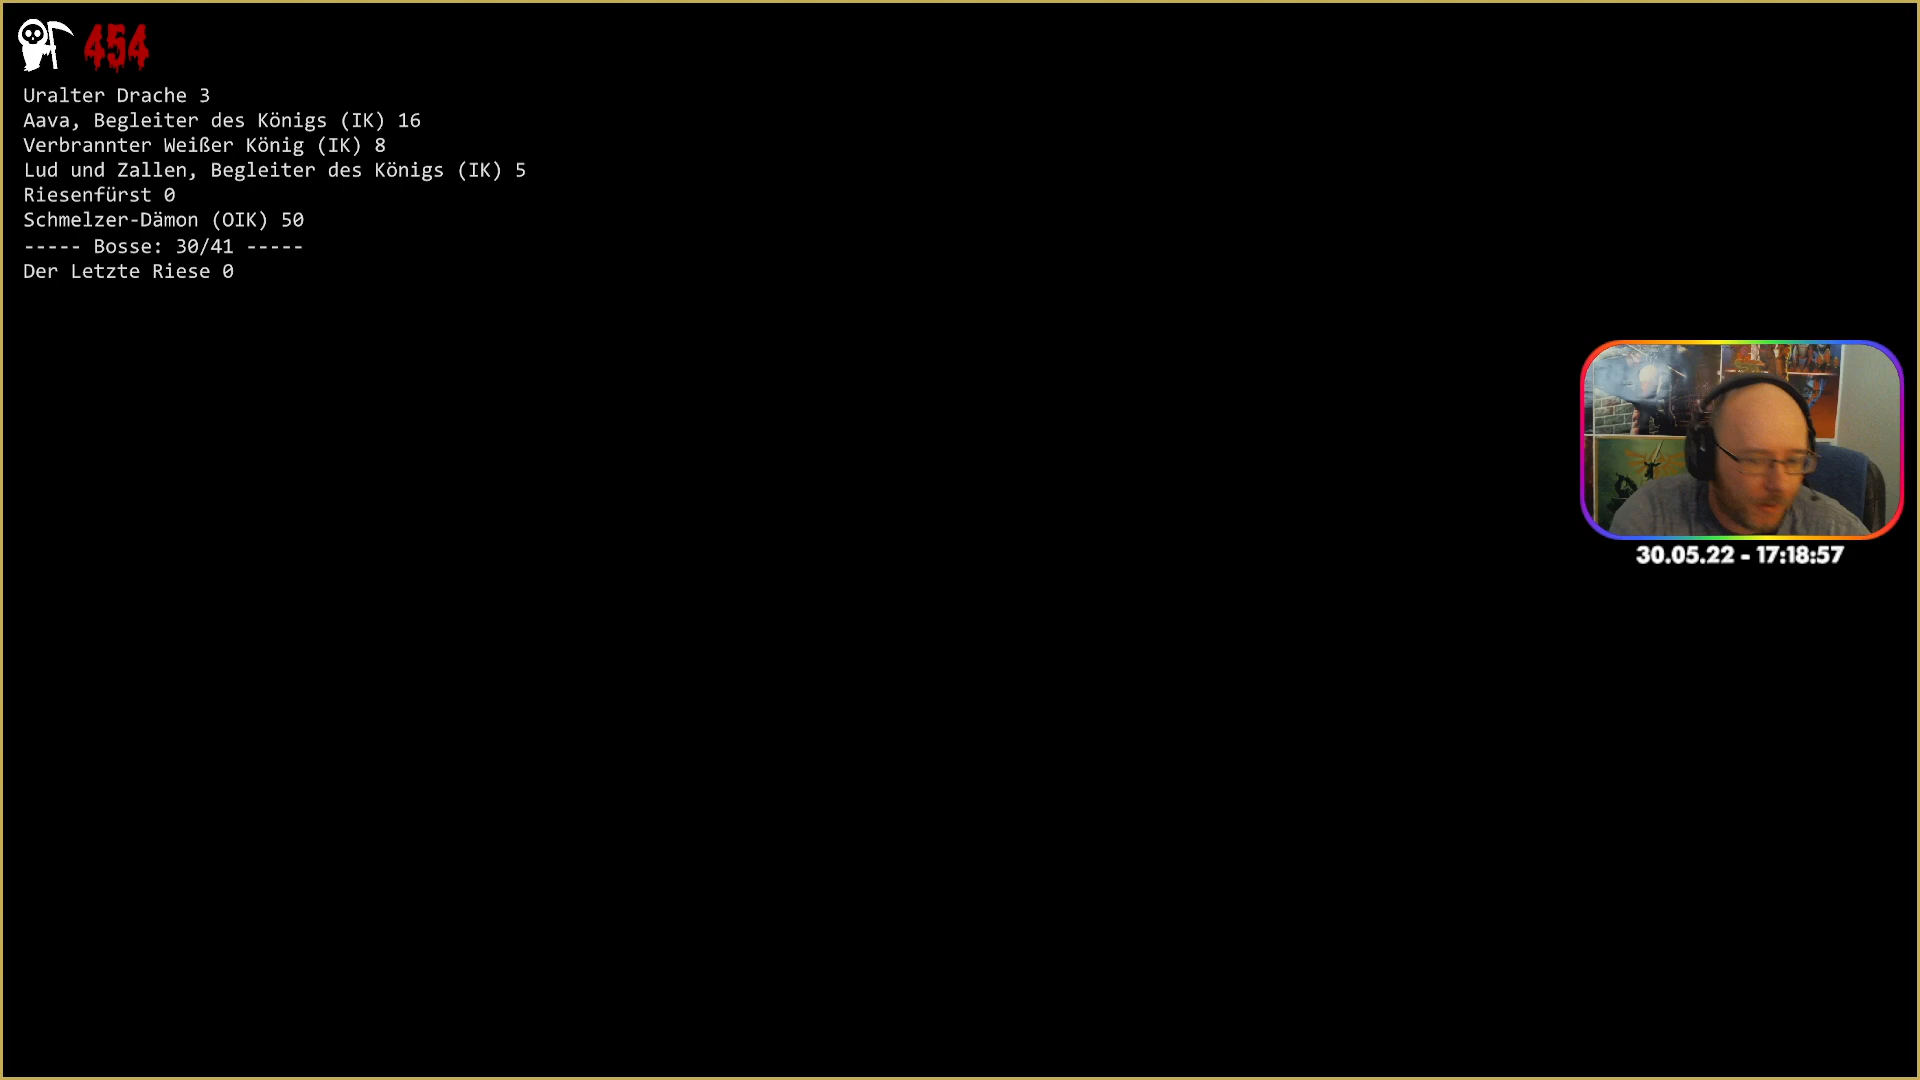 454
Uralter Drache 3
Aava, Begleiter des Königs (IK) 16
Verbrannter Weißer König (IK) 8
Lud und Zallen, Begleiter des Königs (IK) 5
Riesenfürst 0
Schmelzer-Dämon (OIK) 50
----- Bosse: 30/41 -----
Der Letzte Riese 0
30.05.22 - 17:18:57